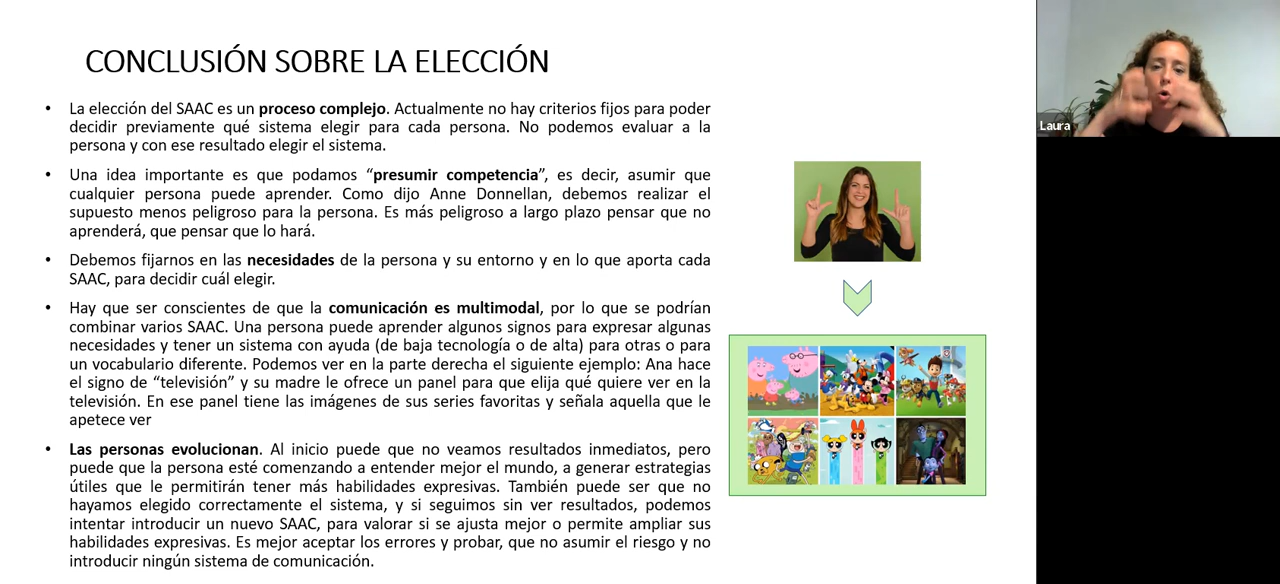 CONCLUSIÓN SOBRE LA ELECCIÓN
• La elección del SAAC es un proceso complejo. Actualmente no hay criterios fijos para poder
decidir previamente qué sistema elegir para cada persona. No podemos evaluar a la
persona y con ese resultado elegir el sistema.
• Una idea importante es que podamos “presumir competencia”, es decir, asumir que
cualquier persona puede aprender. Como dijo Anne Donnellan, debemos realizar el
supuesto menos peligroso para la persona. Es más peligroso a largo plazo pensar que no
aprenderá, que pensar que lo hará.
• Debemos fijarnos en las necesidades de la persona y su entorno y en lo que aporta cada
SAAC, para decidir cuál elegir.
• Hay que ser conscientes de que la comunicación es multimodal, por lo que se podrían
combinar varios SAAC. Una persona puede aprender algunos signos para expresar algunas
necesidades y tener un sistema con ayuda (de baja tecnología o de alta) para otras o para
un vocabulario diferente. Podemos ver en la parte derecha el siguiente ejemplo: Ana hace
el signo de “televisión” y su madre le ofrece un panel para que elija qué quiere ver en la
televisión. En ese panel tiene las imágenes de sus series favoritas y señala aquella que le
apetece ver
• Las personas evolucionan. Al inicio puede que no veamos resultados inmediatos, pero
puede que la persona esté comenzando a entender mejor el mundo, a generar estrategias
útiles que le permitirán tener más habilidades expresivas. También puede ser que no
hayamos elegido correctamente el sistema, y si seguimos sin ver resultados, podemos
intentar introducir un nuevo SAAC, para valorar si se ajusta mejor o permite ampliar sus
habilidades expresivas. Es mejor aceptar los errores y probar, que no asumir el riesgo y no
introducir ningún sistema de comunicación.
Laura